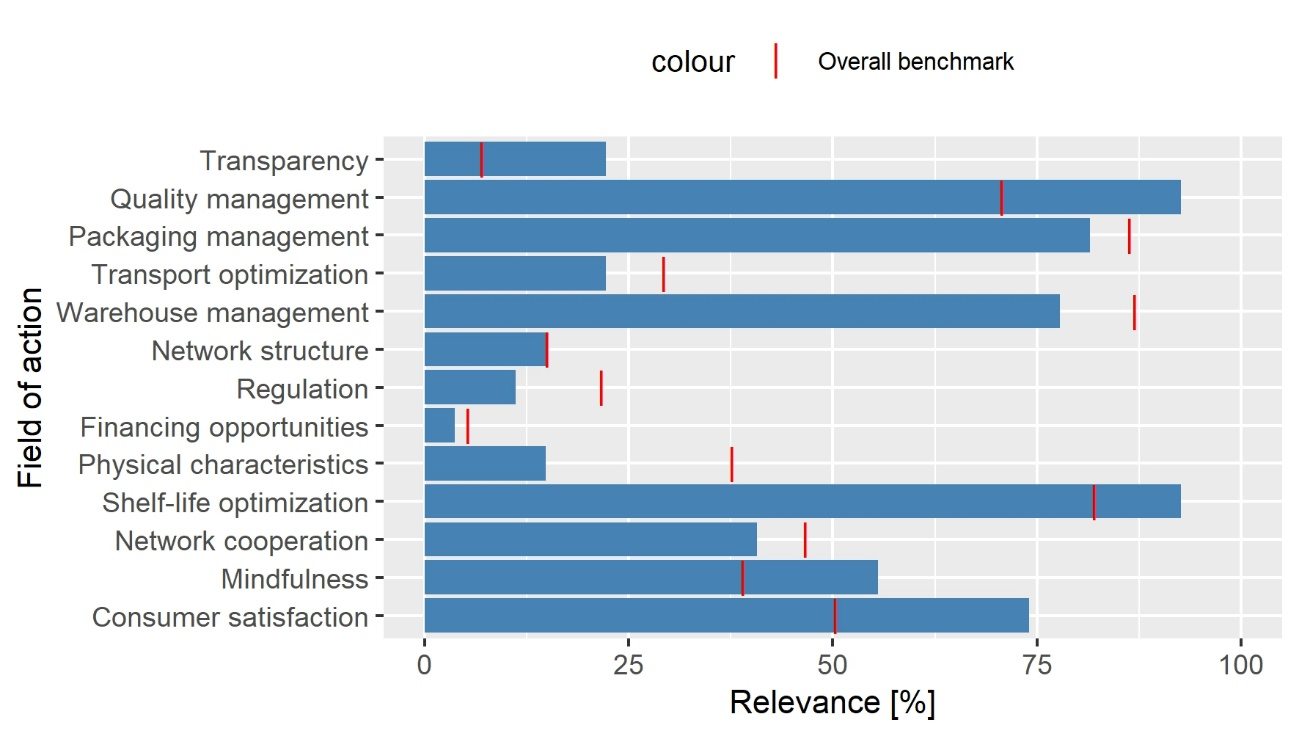 colour Overall benchmark
Transparency
Quality management
Packaging management
Transport optimization
Warehouse management
Network structure
Regulation
Financing opportunities
Physical characteristics
Shelf-life optimization
Network cooperation
Mindfulness
Consumer satisfaction
Field of action
0 25 50 75 100
Relevance [%]